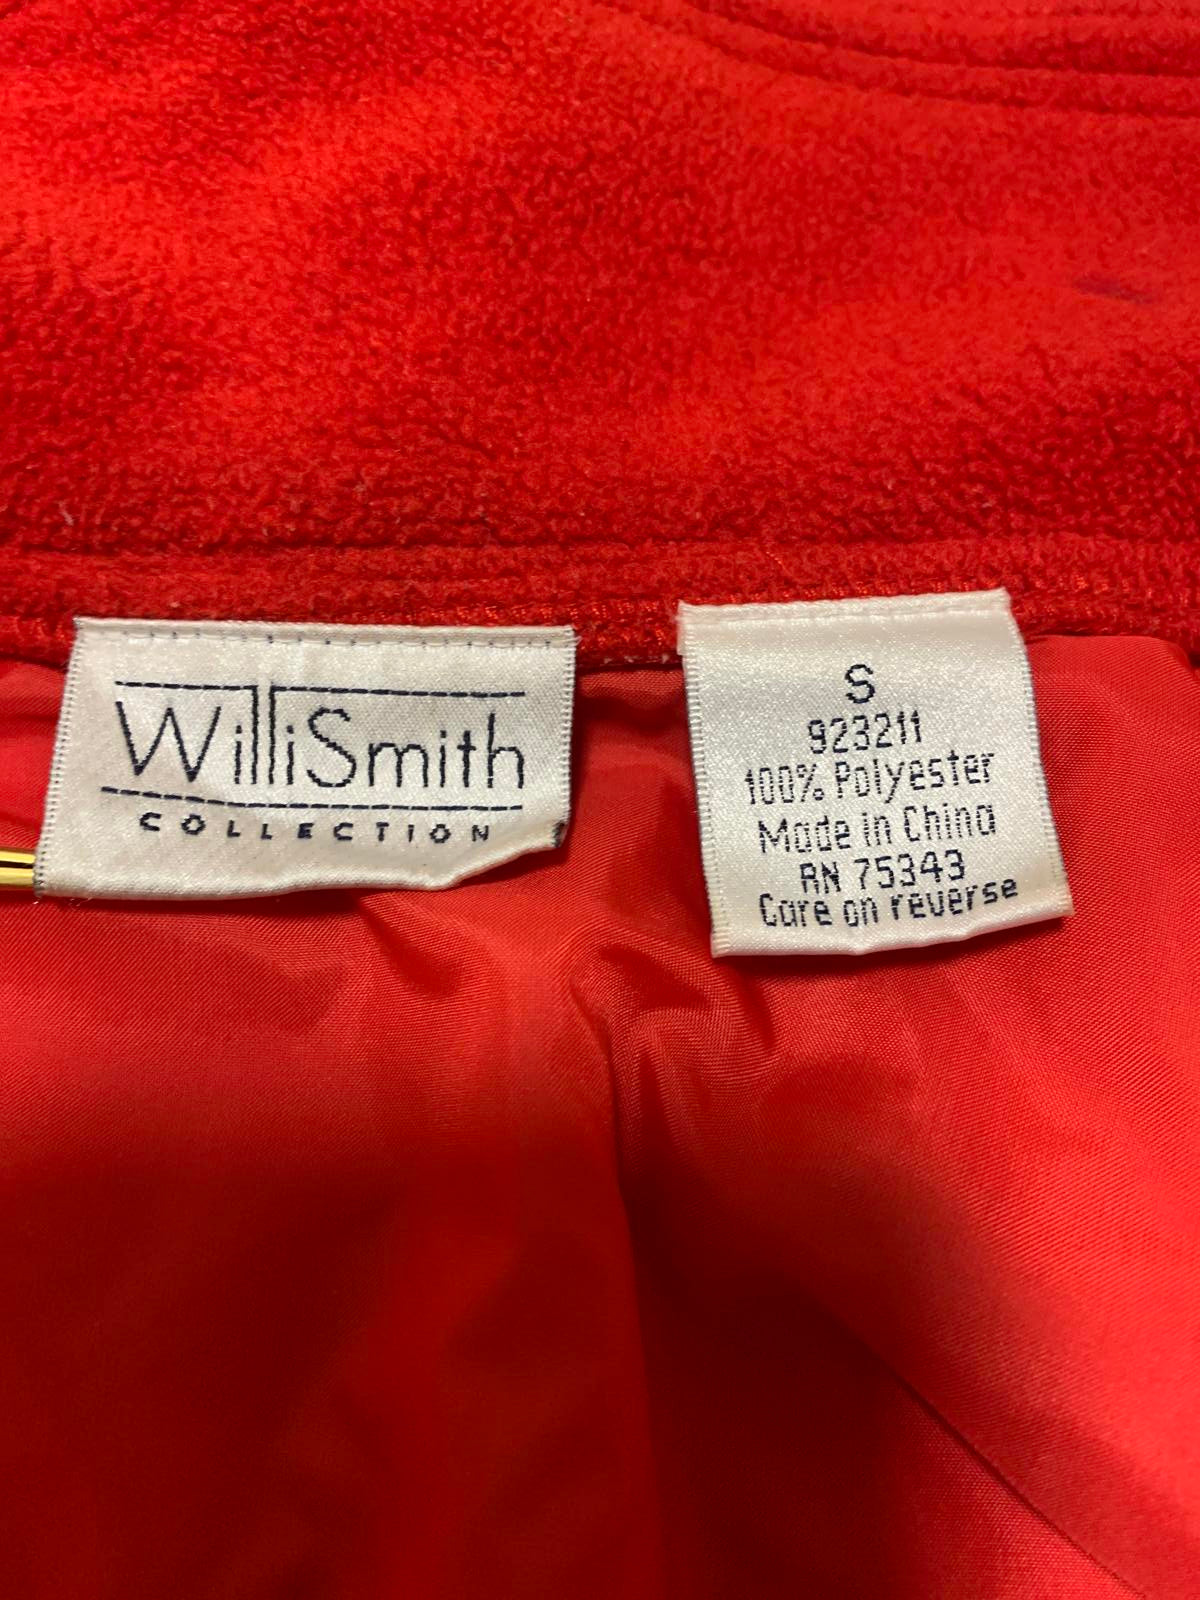 WilliSmith
COLLECTION
S
923211
100% Polyester
Made in China
RN 75343
Care on reverse